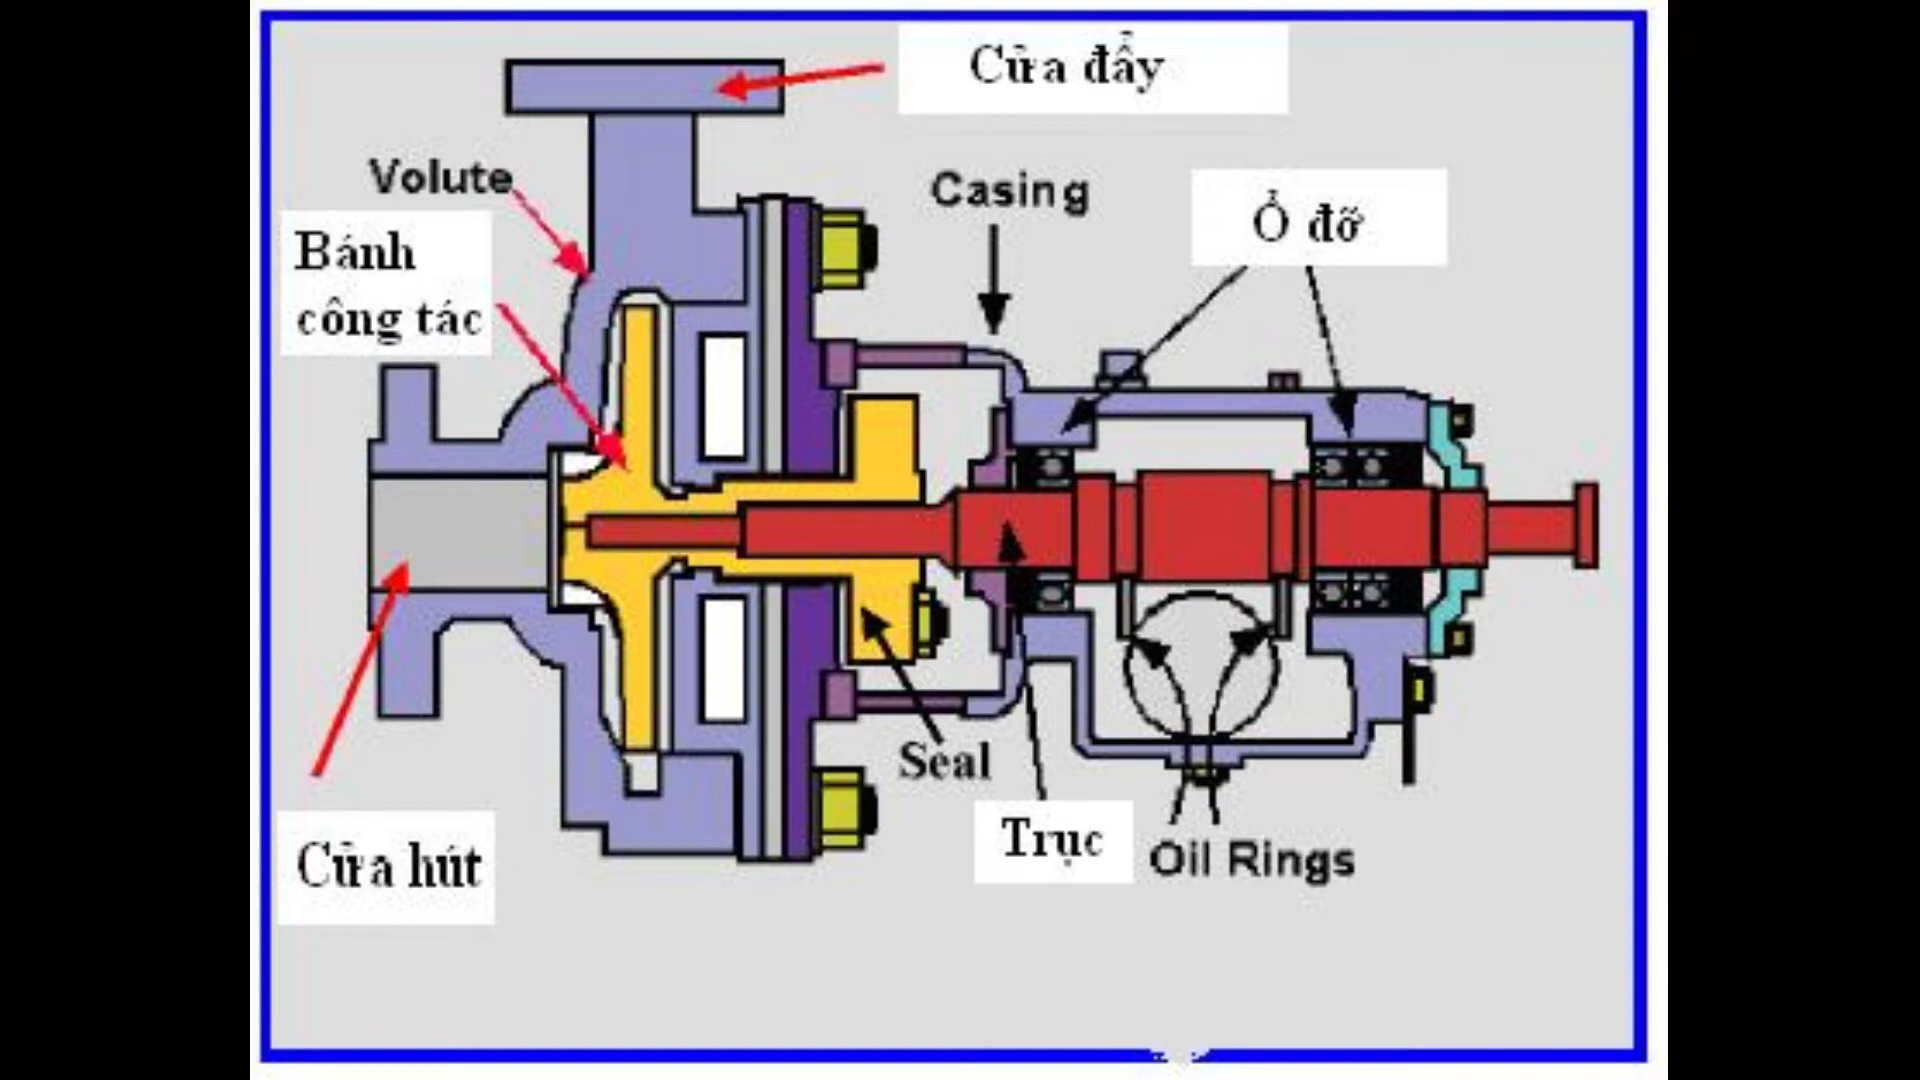 Cửa đẩy
Volute
Casing
Ổ đỡ
Bánh
công tác
Seal
Trục
Oil Rings
Cửa hút